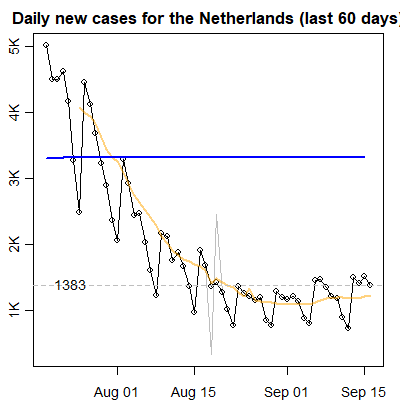 Daily new cases for the Netherlands (last 60 days)
5K
4K
3K
2K
1K
1383
Aug 01
Aug 15
Sep 01
Sep 15